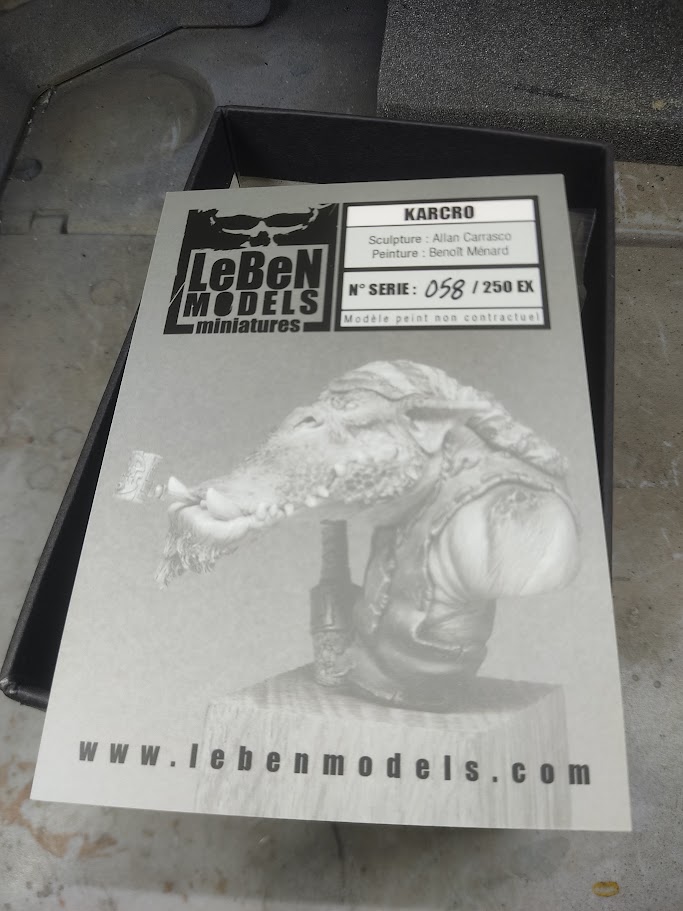 LeBeN
MODELS
miniatures
KARCRO
Sculpture : Allan Carrasco
Peinture : Benoît Ménard
N° SERIE : 058 / 250 EX
Modèle peint non contractuel
www.lebenmodels.com